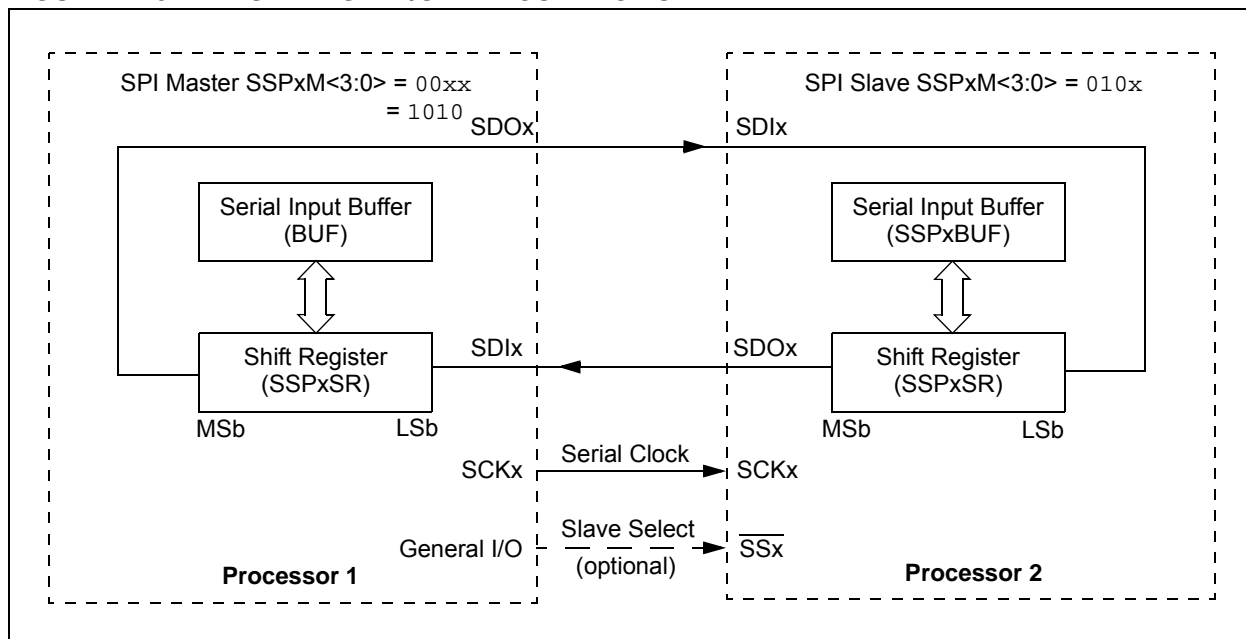 SPI Master SSPxM<3:0> = 00xx
= 1010
SPI Slave SSPxM<3:0> = 010x
SDOx
SDIx
Serial Input Buffer
(BUF)
Serial Input Buffer
(SSPxBUF)
SDIx
SDOx
Shift Register
(SSPxSR)
Shift Register
(SSPxSR)
MSb
LSb
MSb
LSb
Serial Clock
SCKx
SCKx
Slave Select
General I/O
SSx
(optional)
Processor 1
Processor 2